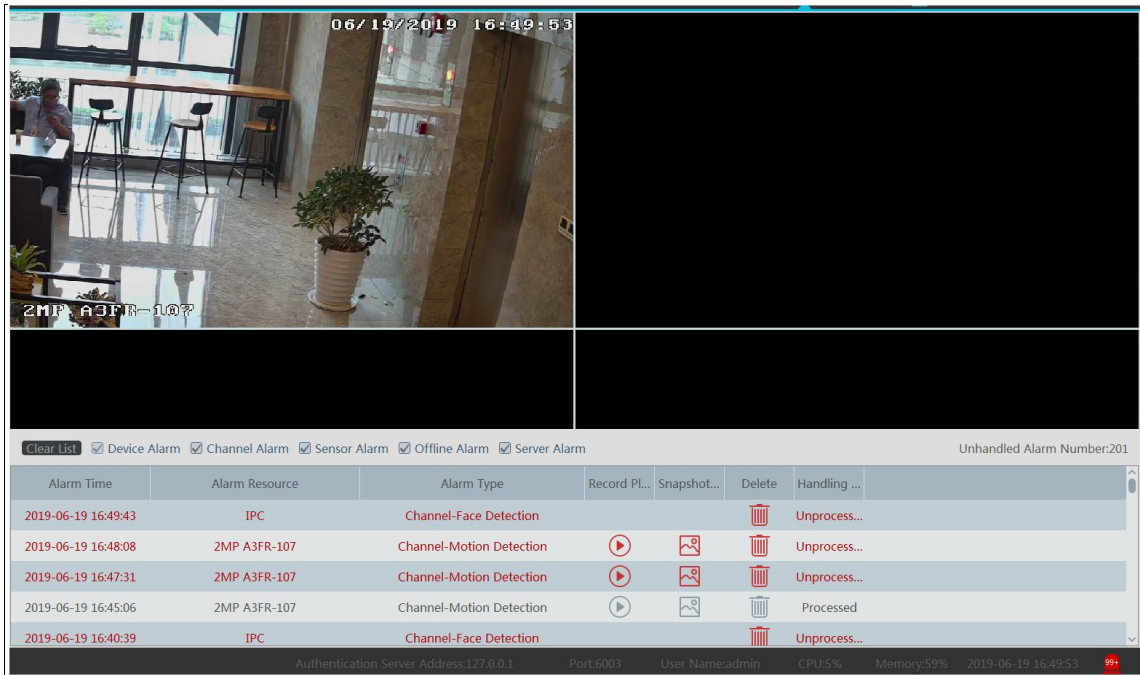 06/19/2019 16:49:53
2MP A3FR-107
Clear List Device Alarm Channel Alarm Sensor Alarm Offline Alarm Server Alarm Unhandled Alarm Number:201
Alarm Time Alarm Resource Alarm Type Record Pl... Snapshot... Delete Handling ...
2019-06-19 16:49:43 IPC Channel-Face Detection Unprocess...
2019-06-19 16:48:08 2MP A3FR-107 Channel-Motion Detection Unprocess...
2019-06-19 16:47:31 2MP A3FR-107 Channel-Motion Detection Unprocess...
2019-06-19 16:45:06 2MP A3FR-107 Channel-Motion Detection Processed
2019-06-19 16:40:39 IPC Channel-Face Detection Unprocess...
Authentication Server Address:127.0.0.1 Port:6003 User Name:admin CPU:5% Memory:59% 2019-06-19 16:49:53 99+